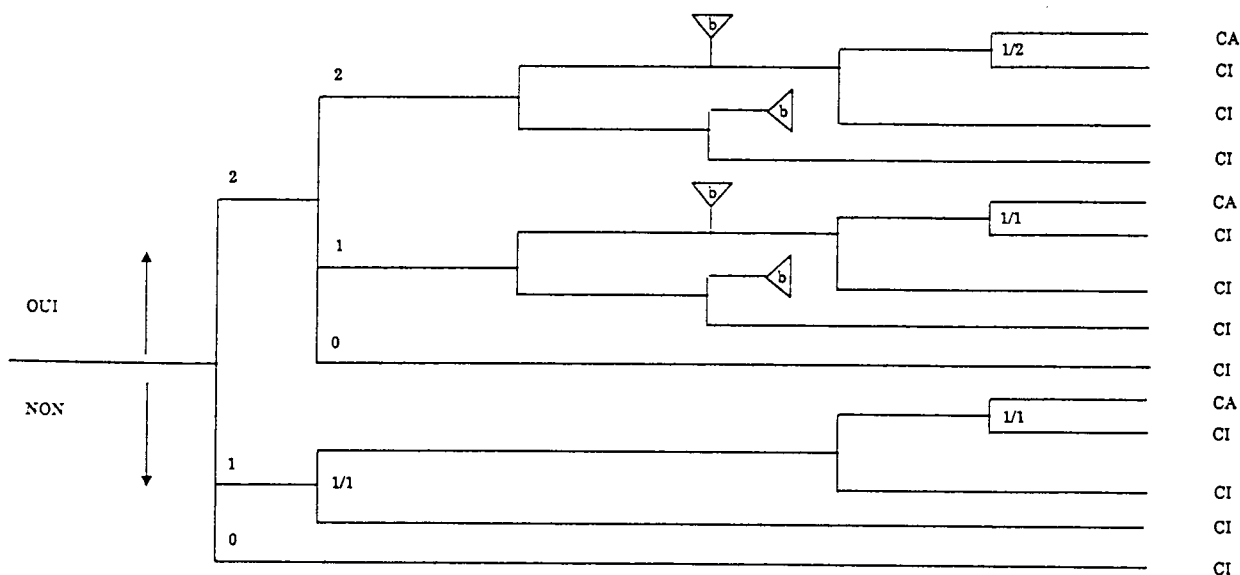 b CA
1/2
2 CI
b CI
CI
2 b CA
1/1
1 CI
b CI
OUI
CI
0 CI
NON CA
1/1
1 CI
1/1 CI
CI
0
CI